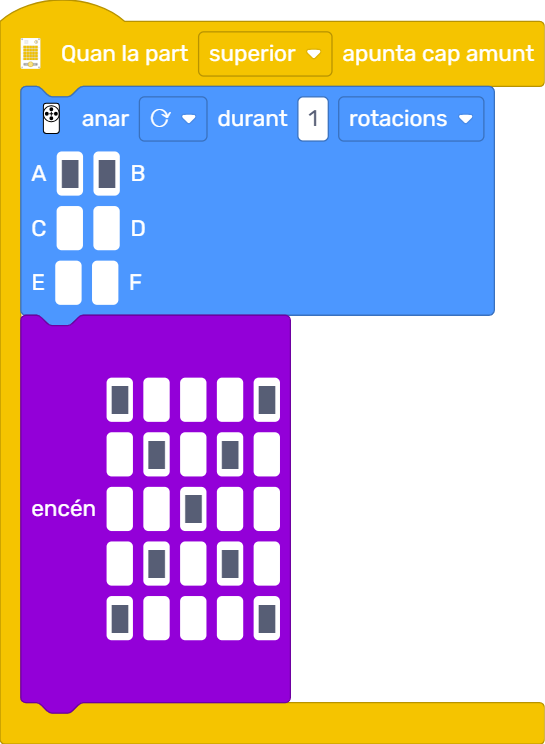 Quan la part superior apunta cap amunt
anar durant 1 rotacions
A B
C D
E F
encén